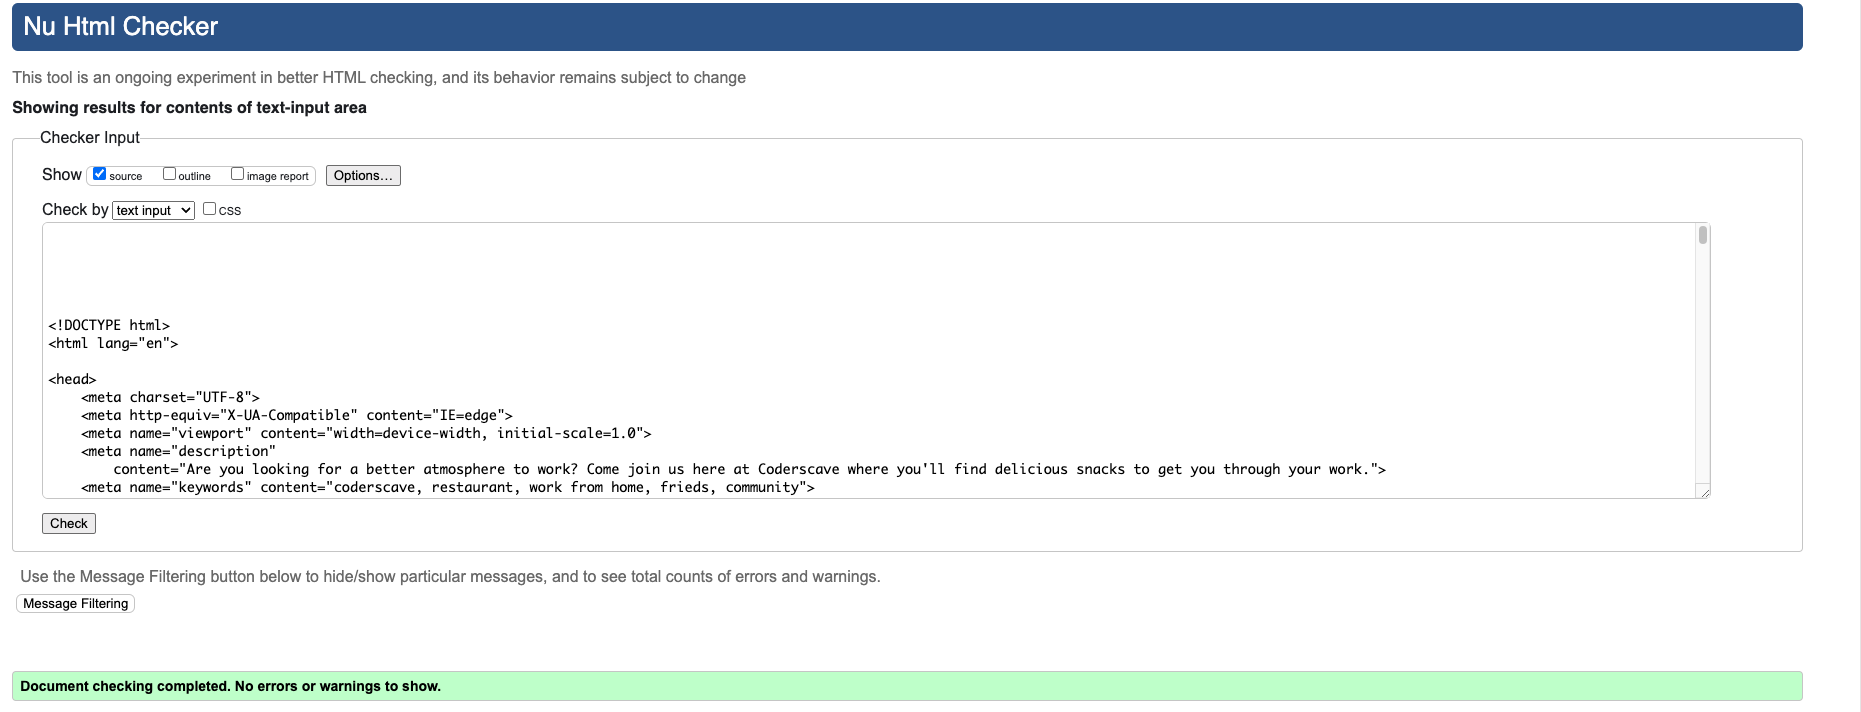 Nu Html Checker
This tool is an ongoing experiment in better HTML checking, and its behavior remains subject to change
Showing results for contents of text-input area
Checker Input
Show source outline image report Options...
Check by text input CSS
<!DOCTYPE html>
<html lang="en">
<head>
<meta charset="UTF-8">
<meta http-equiv="X-UA-Compatible" content="IE=edge">
<meta name="viewport" content="width=device-width, initial-scale=1.0">
<meta name="description"
content="Are you looking for a better atmosphere to work? Come join us here at Coderscave where you'll find delicious snacks to get you through your work.">
<meta name="keywords" content="coderscave, restaurant, work from home, frieds, community">
Check
Use the Message Filtering button below to hide/show particular messages, and to see total counts of errors and warnings.
Message Filtering
Document checking completed. No errors or warnings to show.